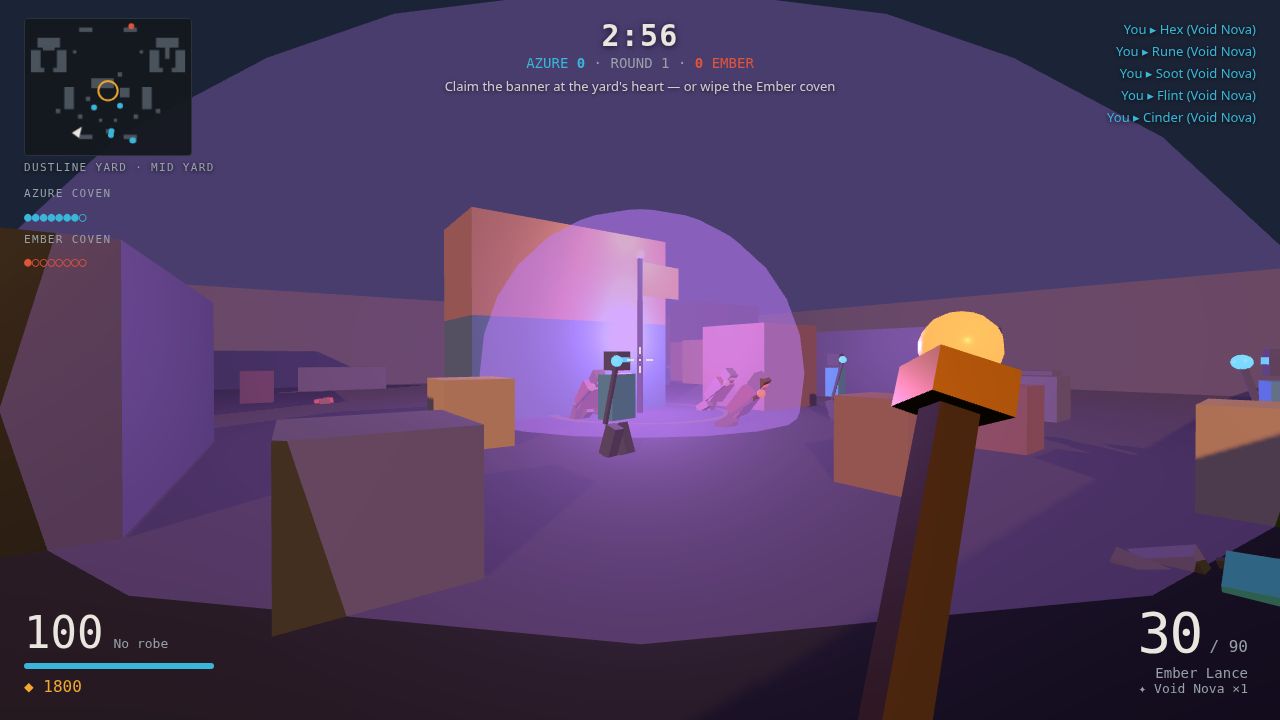 2:56
AZURE 0 · ROUND 1 · 0 EMBER
Claim the banner at the yard's heart — or wipe the Ember coven
You ▸ Hex (Void Nova)
You ▸ Rune (Void Nova)
You ▸ Soot (Void Nova)
You ▸ Flint (Void Nova)
You ▸ Cinder (Void Nova)
DUSTLINE YARD · MID YARD
AZURE COVEN
EMBER COVEN
100 No robe
◆ 1800
30 / 90
Ember Lance
✦ Void Nova ×1